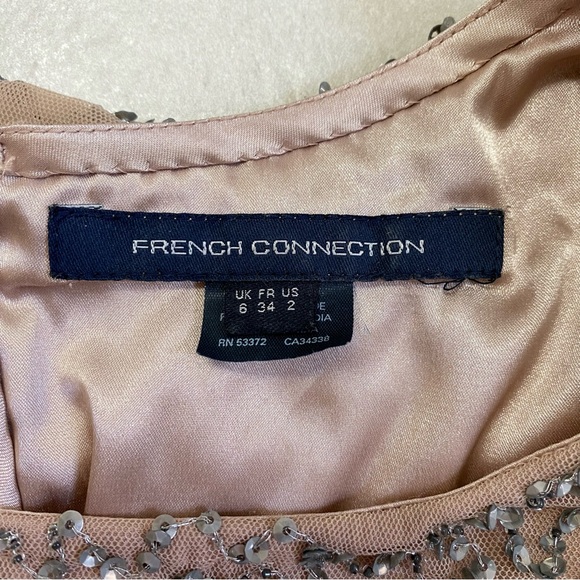 FRENCH CONNECTION
UK FR US
6 34 2
RN 53372 CA34338